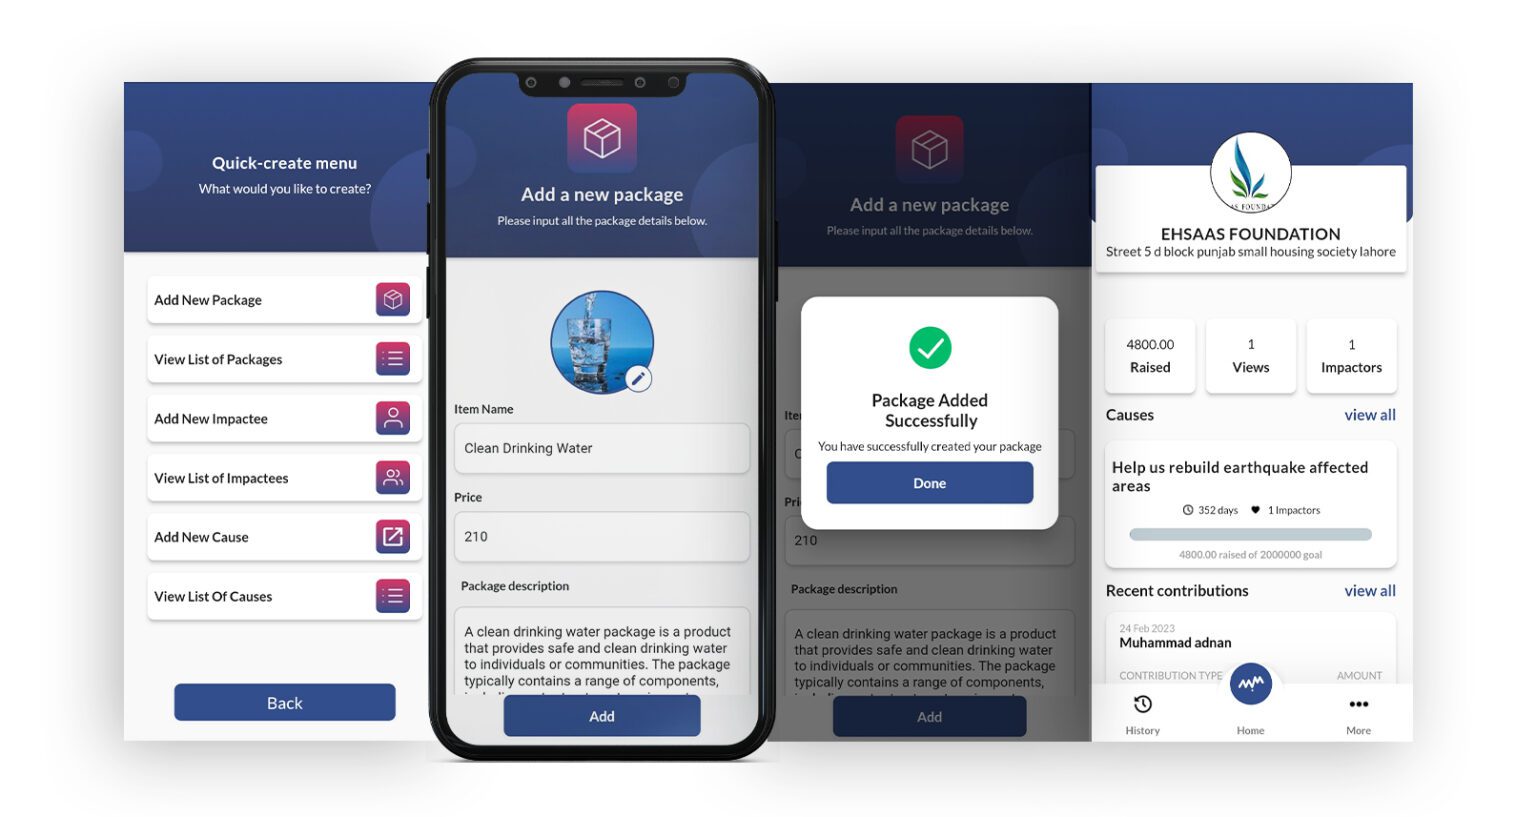 Quick-create menu
What would you like to create?
Add New Package
View List of Packages
Add New Impactee
View List of Impactees
Add New Cause
View List Of Causes
Back
Add a new package
Please input all the package details below.
Item Name
Clean Drinking Water
Price
210
Package description
A clean drinking water package is a product
that provides safe and clean drinking water
to individuals or communities. The package
typically contains a range of components,
Add
Add a new package
Please input all the package details below.
Package Added
Successfully
You have successfully created your package
Done
210
Package description
A clean drinking water package is a product
that provides safe and clean drinking water
to individuals or communities. The package
typically contains a range of components,
Add
EHSAAS FOUNDATION
Street 5 d block punjab small housing society lahore
4800.00
Raised
1
Views
1
Impactors
Causes
view all
Help us rebuild earthquake affected
areas
352 days
1 Impactors
4800.00 raised of 2000000 goal
Recent contributions
view all
24 Feb 2023
Muhammad adnan
CONTRIBUTION TYPE
AMOUNT
History
Home
More